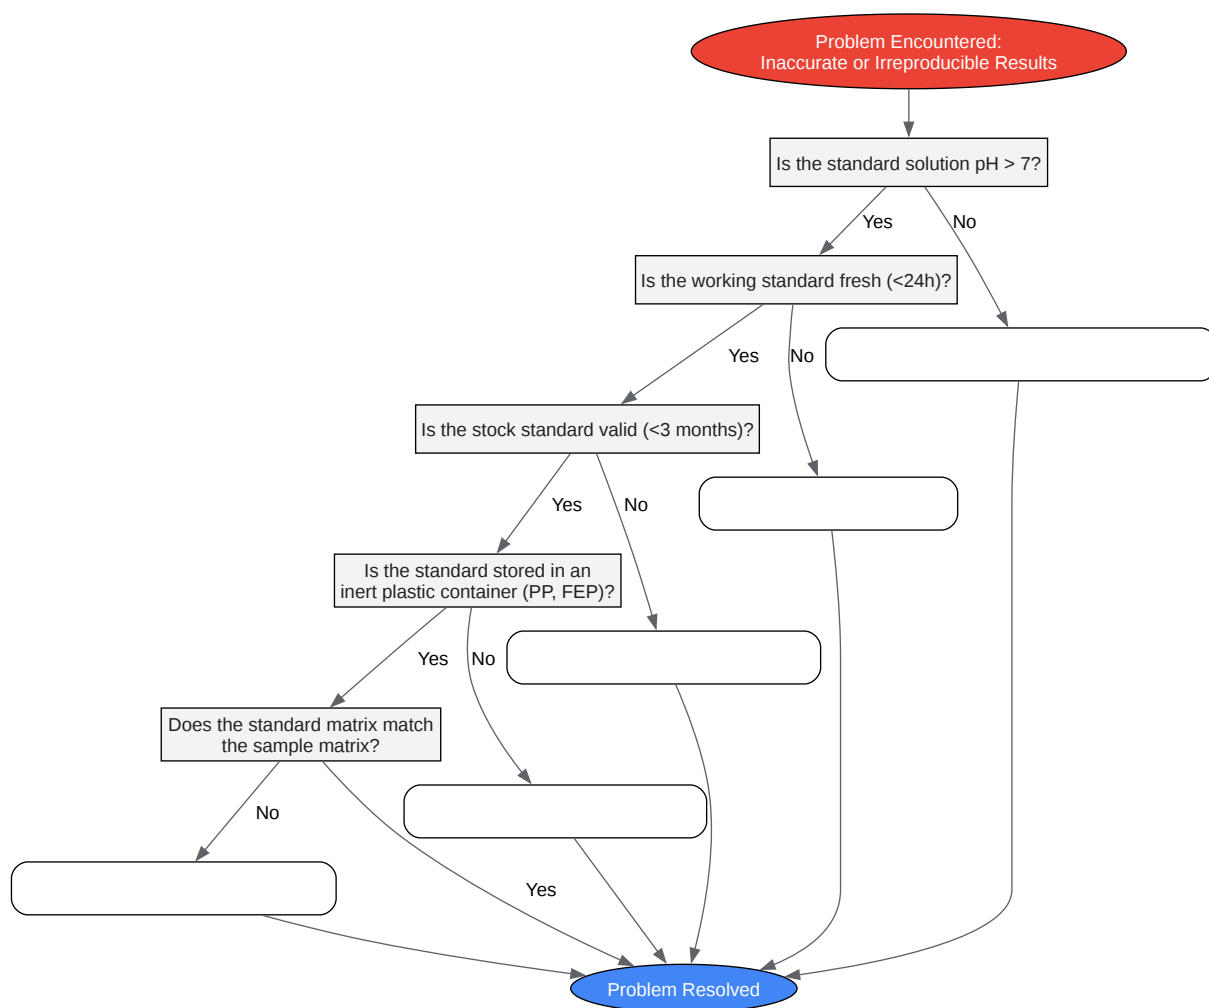 Problem Encountered:
Inaccurate or Irreproducible Results
Is the standard solution pH > 7?
Yes
No
Is the working standard fresh (<24h)?
Yes
No
Is the stock standard valid (<3 months)?
Yes
No
Is the standard stored in an
inert plastic container (PP, FEP)?
Yes
No
Does the standard matrix match
the sample matrix?
No
Yes
Problem Resolved